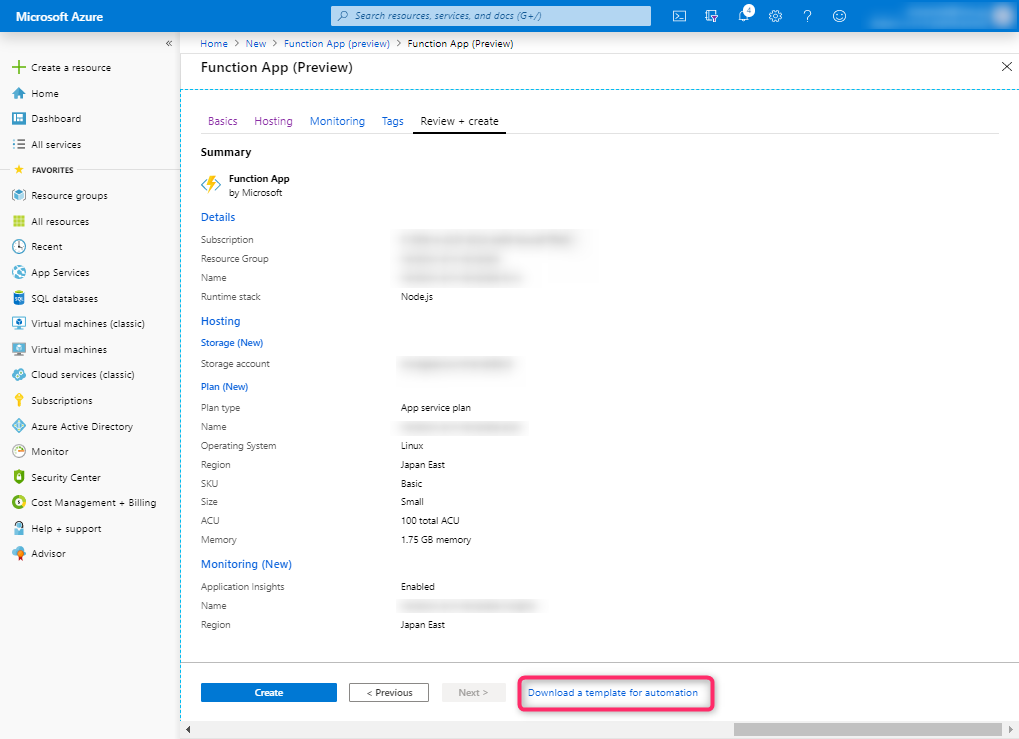 Microsoft Azure
Search resources, services, and docs (G+/)
4
Home > New > Function App (preview) > Function App (Preview)
Function App (Preview)
Create a resource
Home
Dashboard
All services
FAVORITES
Resource groups
All resources
Recent
App Services
SQL databases
Virtual machines (classic)
Virtual machines
Cloud services (classic)
Subscriptions
Azure Active Directory
Monitor
Security Center
Cost Management + Billing
Help + support
Advisor
Basics Hosting Monitoring Tags Review + create
Summary
Function App
by Microsoft
Details
Subscription
Resource Group
Name
Runtime stack Node.js
Hosting
Storage (New)
Storage account
Plan (New)
Plan type App service plan
Name
Operating System Linux
Region Japan East
SKU Basic
Size Small
ACU 100 total ACU
Memory 1.75 GB memory
Monitoring (New)
Application Insights Enabled
Name
Region Japan East
Create < Previous Next > Download a template for automation